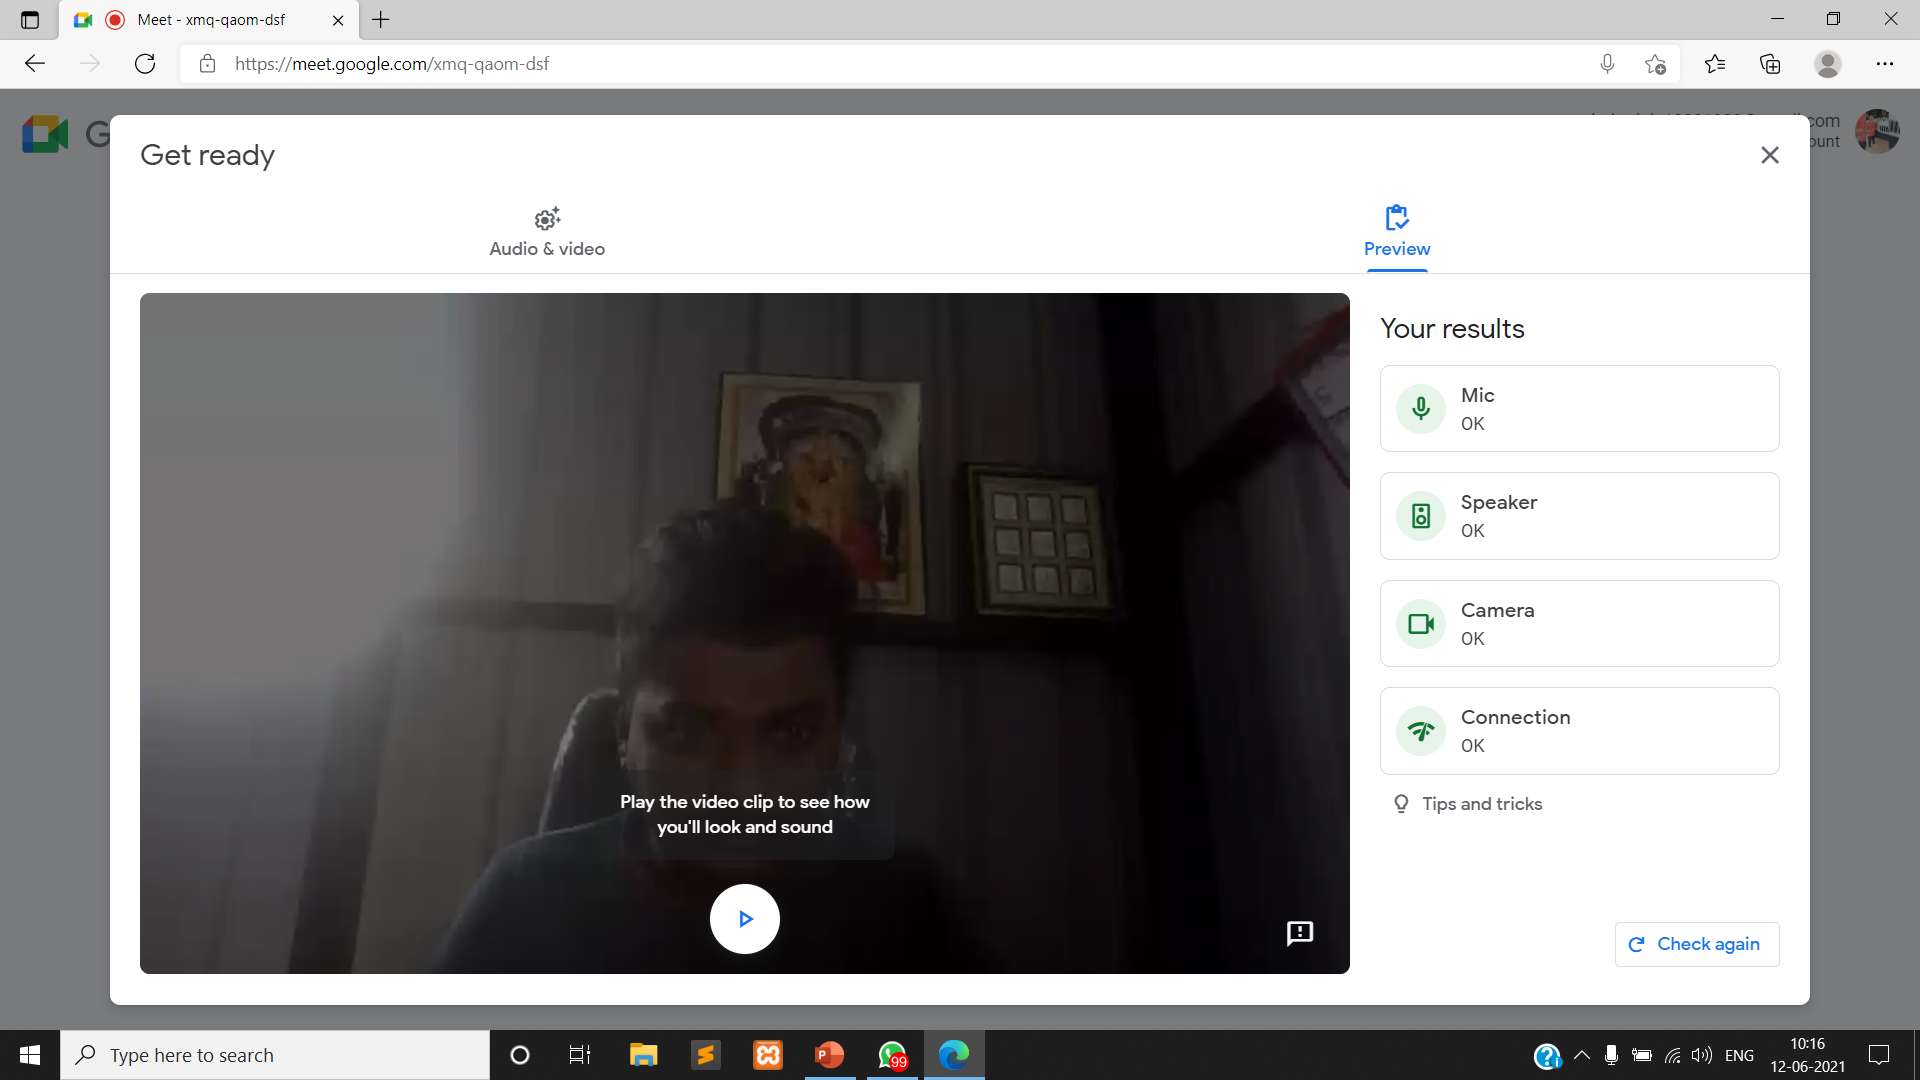 Meet - xmq-qaom-dsf
https://meet.google.com/xmq-qaom-dsf
Get ready
Audio & video
Preview
Play the video clip to see how
you'll look and sound
Your results
Mic
OK
Speaker
OK
Camera
OK
Connection
OK
Tips and tricks
Check again
Type here to search
99
ENG
10:16
12-06-2021